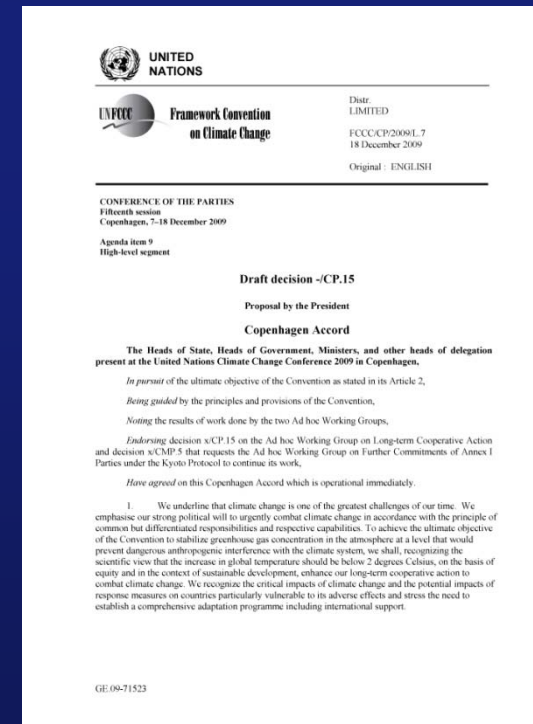 UNITED
NATIONS
UNFCCC
Framework Convention
on Climate Change
Distr.
LIMITED
FCCC/CP/2009/L.7
18 December 2009
Original : ENGLISH
CONFERENCE OF THE PARTIES
Fifteenth session
Copenhagen, 7–18 December 2009
Agenda item 9
High-level segment
Draft decision -/CP.15
Proposal by the President
Copenhagen Accord
The Heads of State, Heads of Government, Ministers, and other heads of delegation
present at the United Nations Climate Change Conference 2009 in Copenhagen,
In pursuit of the ultimate objective of the Convention as stated in its Article 2,
Being guided by the principles and provisions of the Convention,
Noting the results of work done by the two Ad hoc Working Groups,
Endorsing decision x/CP.15 on the Ad hoc Working Group on Long-term Cooperative Action
and decision x/CMP.5 that requests the Ad hoc Working Group on Further Commitments of Annex I
Parties under the Kyoto Protocol to continue its work,
Have agreed on this Copenhagen Accord which is operational immediately.
1. We underline that climate change is one of the greatest challenges of our time. We
emphasise our strong political will to urgently combat climate change in accordance with the principle of
common but differentiated responsibilities and respective capabilities. To achieve the ultimate objective
of the Convention to stabilize greenhouse gas concentration in the atmosphere at a level that would
prevent dangerous anthropogenic interference with the climate system, we shall, recognizing the
scientific view that the increase in global temperature should be below 2 degrees Celsius, on the basis of
equity and in the context of sustainable development, enhance our long-term cooperative action to
combat climate change. We recognize the critical impacts of climate change and the potential impacts of
response measures on countries particularly vulnerable to its adverse effects and stress the need to
establish a comprehensive adaptation programme including international support.
GE.09-71523